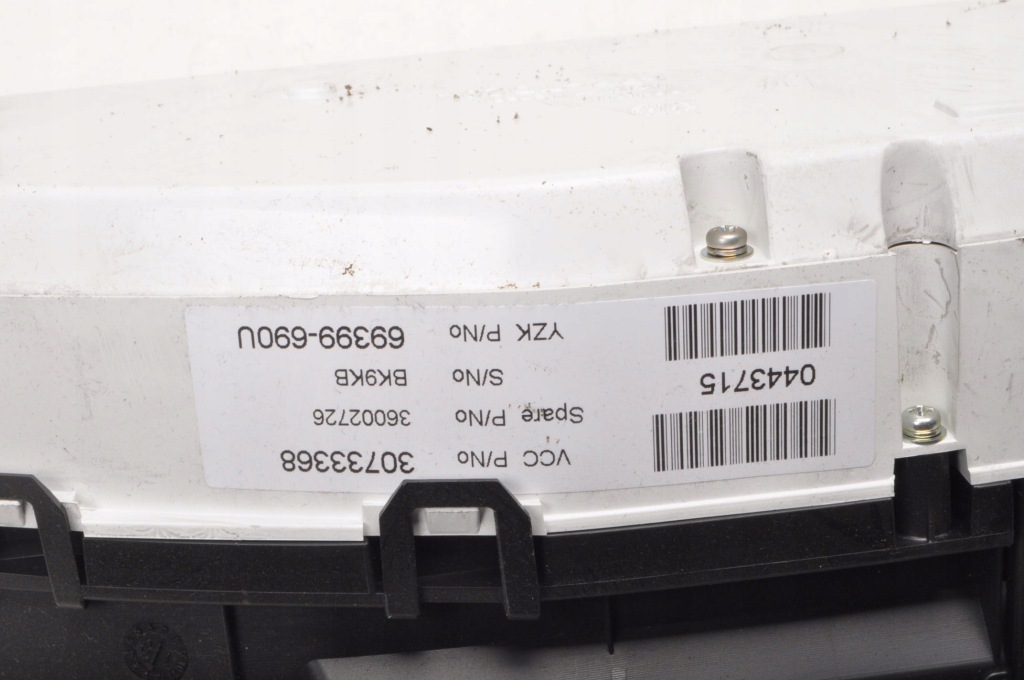 VCC P/No 30733368
Spare P/No 36002726
S/No BK9KB
0443715
YZK P/No 69399-690U